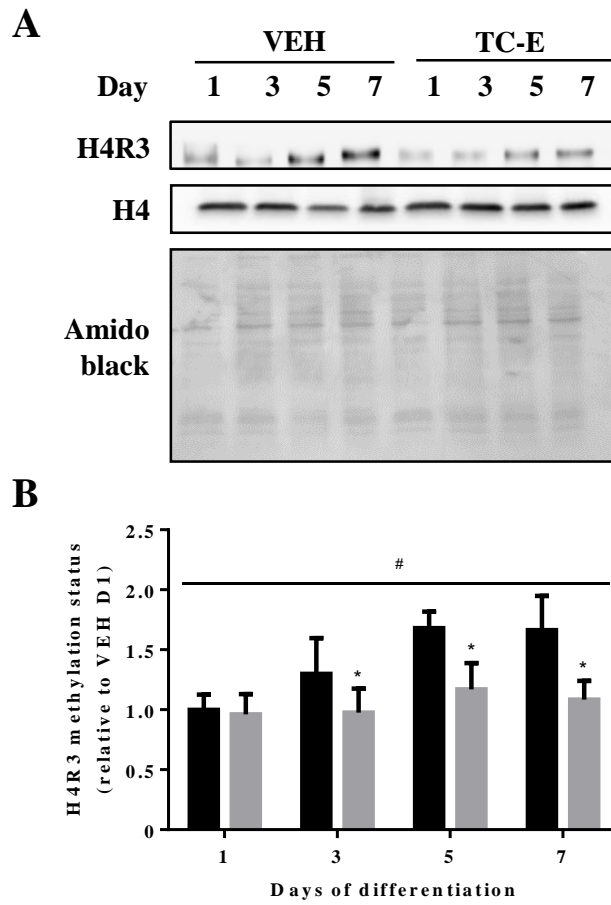 A
VEH TC-E
Day 1 3 5 7 1 3 5 7
H4R3
H4
Amido
black
B
H4R3 methylation status
(relative to VEH D1)
2.5
2.0
1.5
1.0
0.5
0
#
*
*
*
1 3 5 7
Days of differentiation